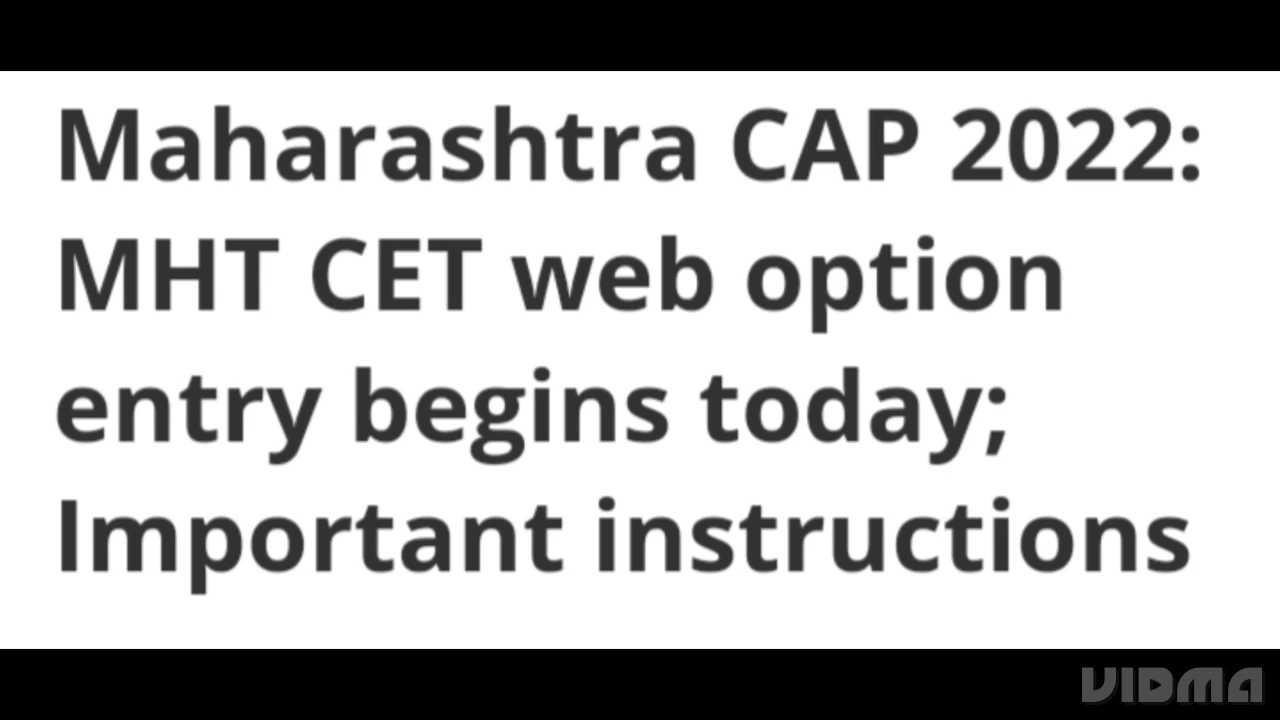 Maharashtra CAP 2022:
MHT CET web option
entry begins today;
Important instructions
VIDMA